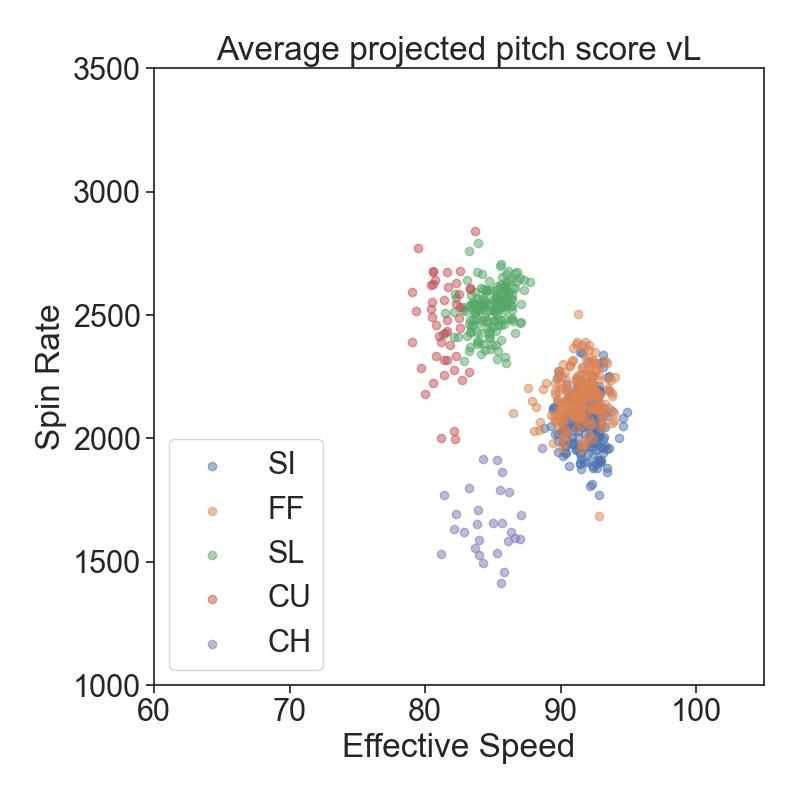 Average projected pitch score vL
3500
3000
2500
2000
1500
1000
Spin Rate
SI
FF
SL
CU
CH
60 70 80 90 100
Effective Speed